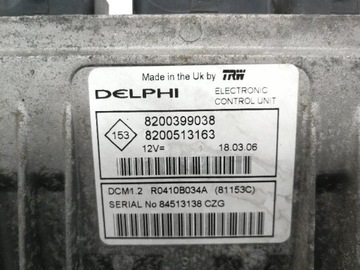 Made in the Uk by TRW
DELPHI ELECTRONIC CONTROL UNIT
8200399038
153
8200513163
12V= 18.03.06
DCM1.2 R0410B034A (81153C)
SERIAL No 84513138 CZG